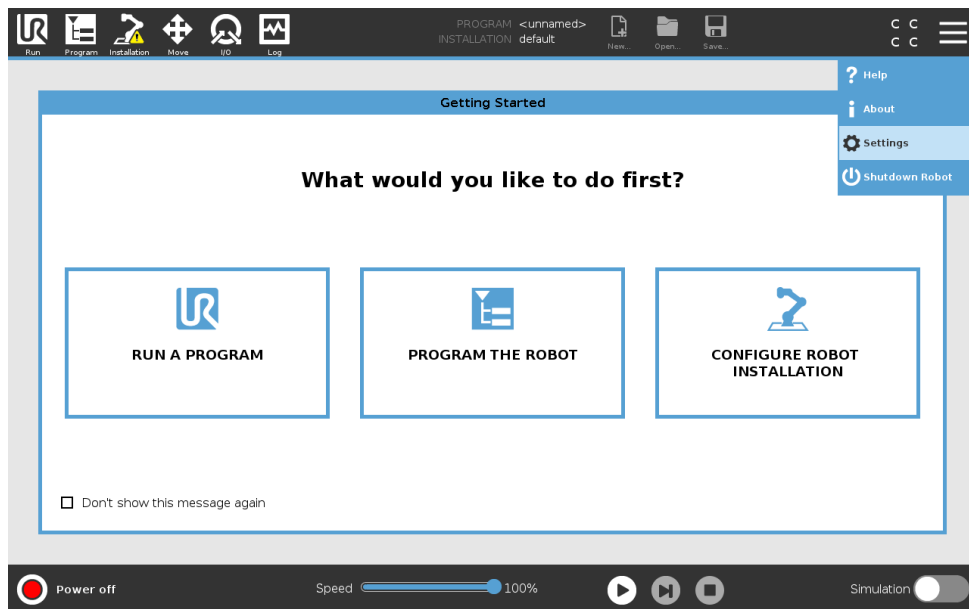 PROGRAM <unnamed>
INSTALLATION default
C C
C C
Run Program Installation Move I/O Log New... Open... Save...
Help
About
Settings
Shutdown Robot
Getting Started
What would you like to do first?
RUN A PROGRAM
PROGRAM THE ROBOT
CONFIGURE ROBOT
INSTALLATION
Don't show this message again
Power off
Speed 100%
Simulation